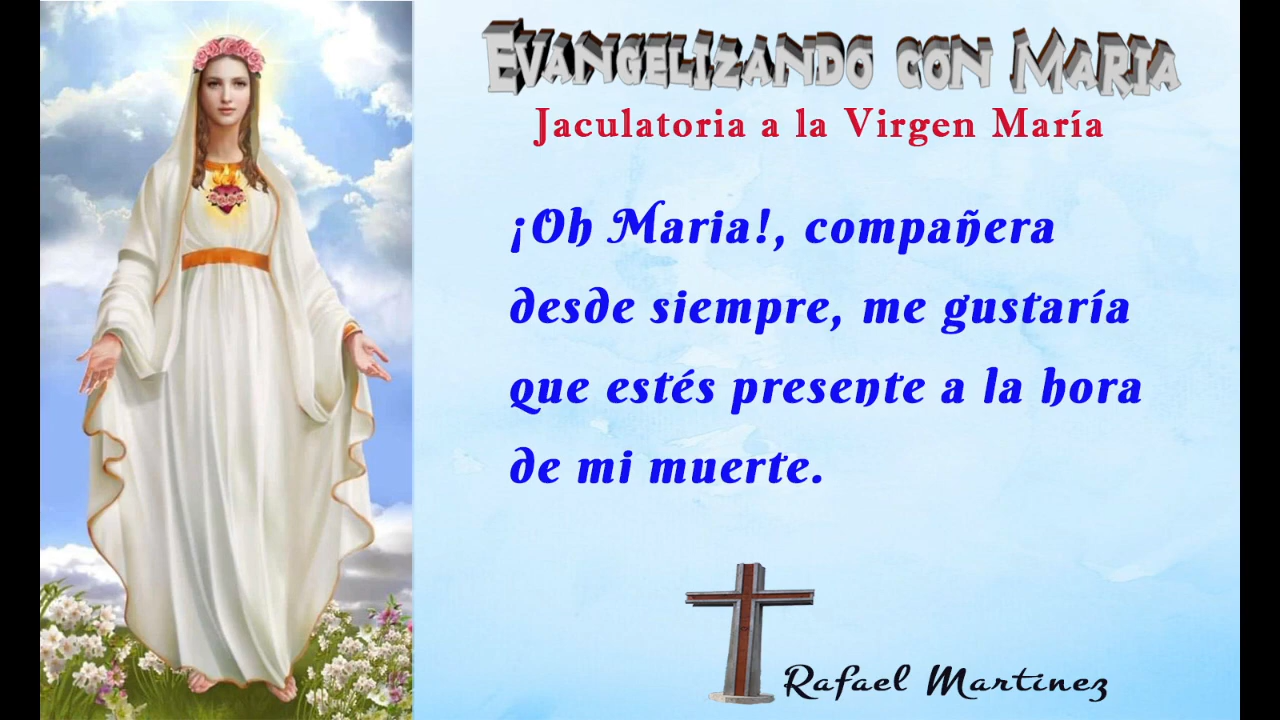 Evangelizando con Maria
Jaculatoria a la Virgen María
¡Oh Maria!, compañera
desde siempre, me gustaría
que estés presente a la hora
de mi muerte.
Rafael Martinez